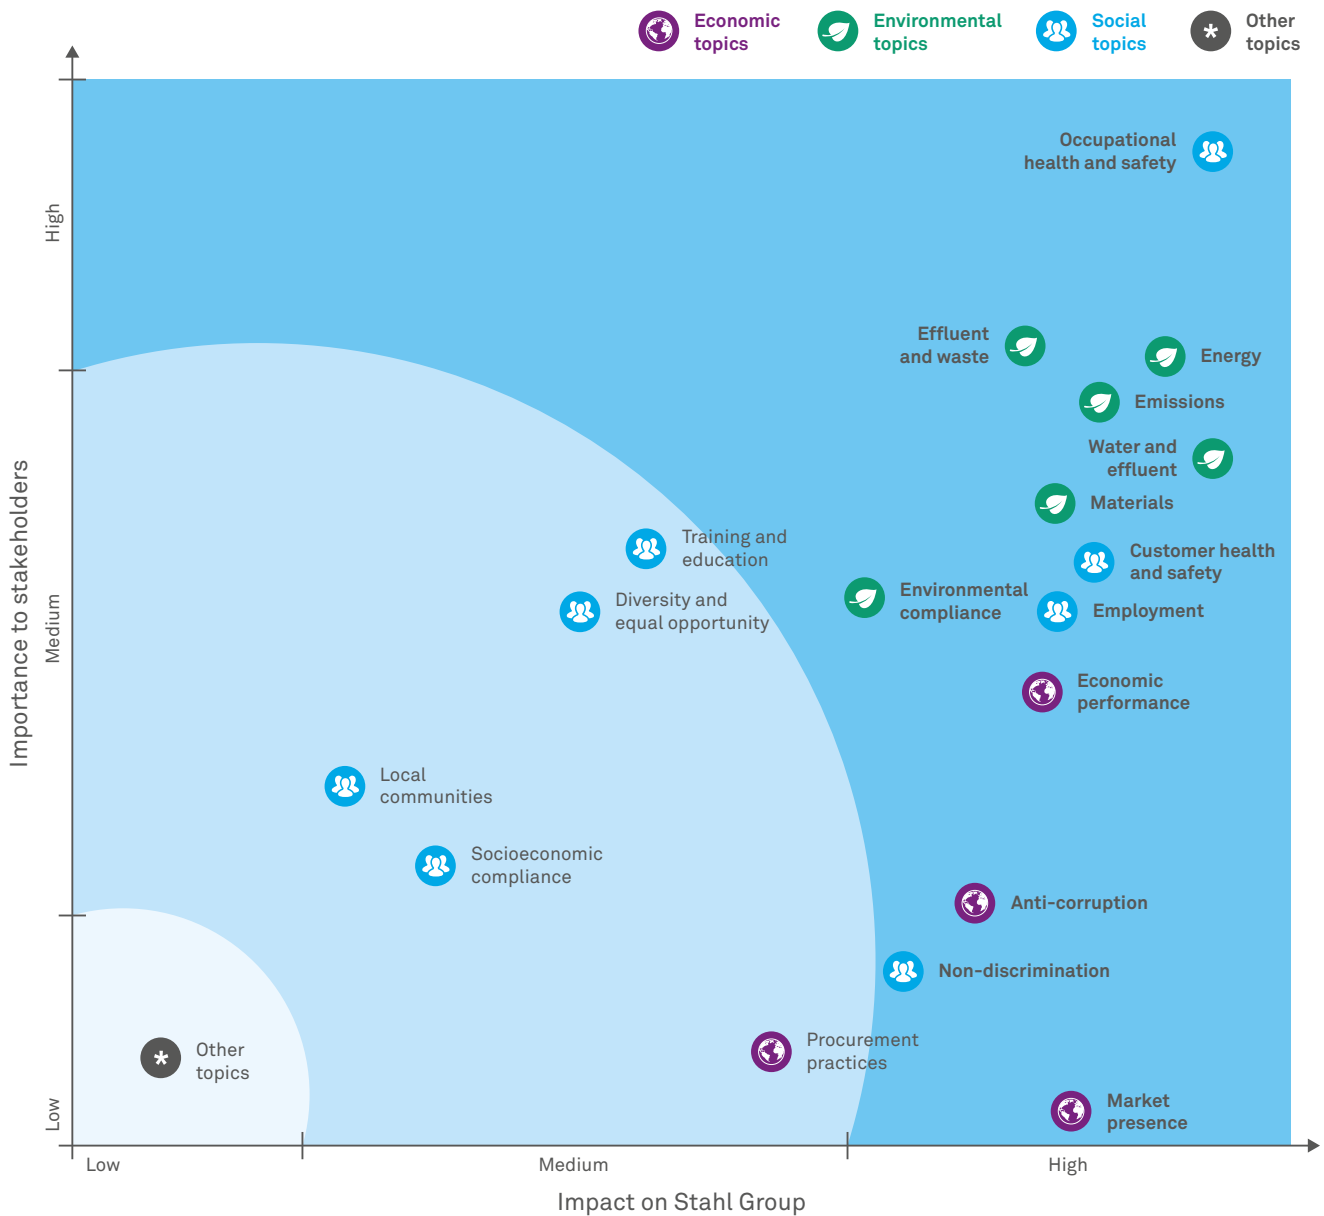 Economic
topics
Environmental
topics
Social
topics
Other
topics
Importance to stakeholders
High
Medium
Low
Occupational
health and safety
Effluent
and waste
Energy
Emissions
Water and
effluent
Materials
Training and
education
Customer health
and safety
Diversity and
equal opportunity
Environmental
compliance
Employment
Economic
performance
Local
communities
Socioeconomic
compliance
Anti-corruption
Non-discrimination
Other
topics
Procurement
practices
Market
presence
Low
Medium
High
Impact on Stahl Group